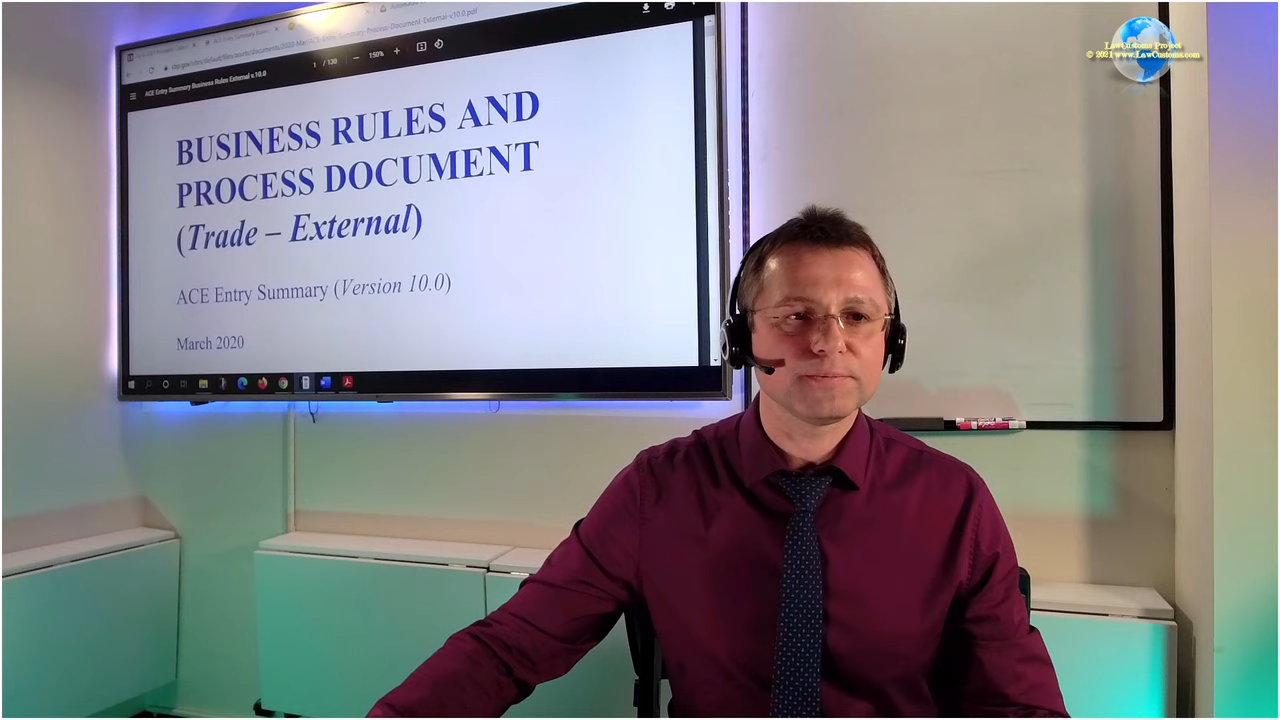 ACE Entry Summary Business Rules External v.10.0
1 / 130
150%
BUSINESS RULES AND
PROCESS DOCUMENT
(Trade – External)
ACE Entry Summary (Version 10.0)
March 2020
LawCustoms Project
© 2021 www.LawCustoms.com